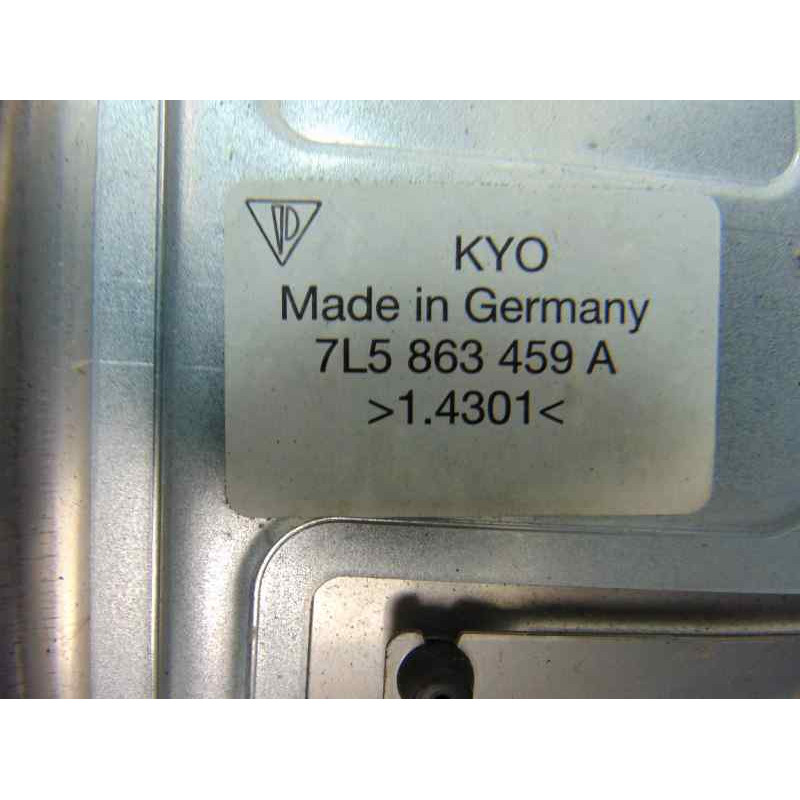 KYO
Made in Germany
7L5 863 459 A
>1.4301<